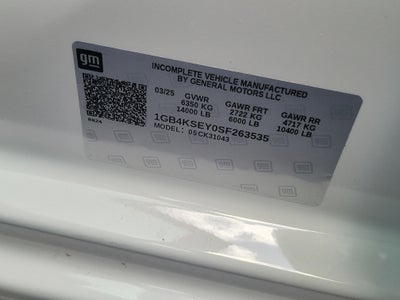 gm
INCOMPLETE VEHICLE MANUFACTURED
BY GENERAL MOTORS LLC
03/25 GVWR GAWR FRT GAWR RR
6350 KG 2722 KG 4717 KG
14000 LB 6000 LB 10400 LB
1GB4KSEY0SF263535
MODEL: 05CK31043